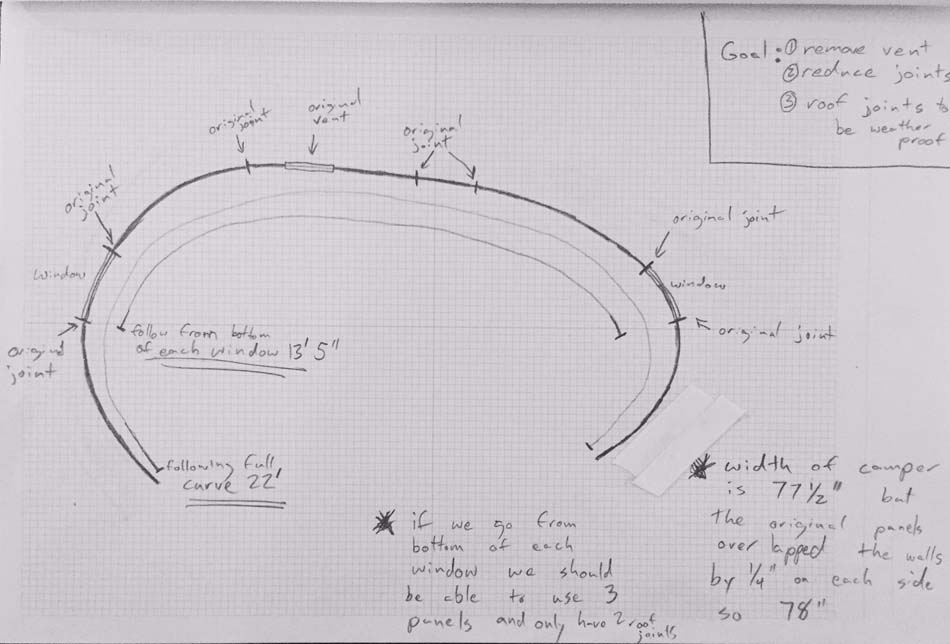 Goal: ① remove vent
② reduce joints
③ roof joints to
be weather
proof
original
joint
original
vent
original
joint
original
joint
original joint
window
window
original joint
original
joint
follow from bottom
of each window 13' 5"
following full
curve 22'
if we go from
bottom of each
window we should
be able to use 3
panels and only have 2 roof
joints
width of camper
is 77 1/2" but
the original panels
over lapped the walls
by 1/4" on each side
so 78"